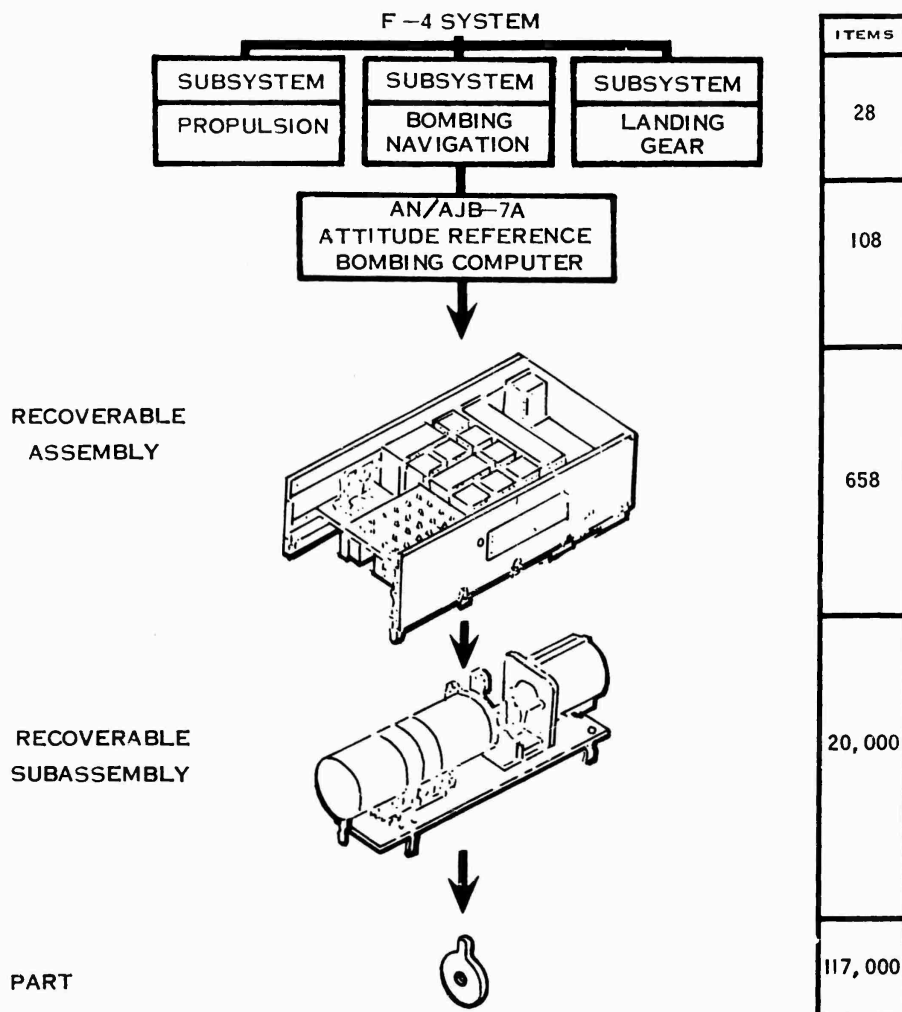 F-4 SYSTEM
ITEMS
SUBSYSTEM
PROPULSION
SUBSYSTEM
BOMBING
NAVIGATION
SUBSYSTEM
LANDING
GEAR
28
AN/AJB-7A
ATTITUDE REFERENCE
BOMBING COMPUTER
108
RECOVERABLE
ASSEMBLY
658
RECOVERABLE
SUBASSEMBLY
20,000
PART
117,000